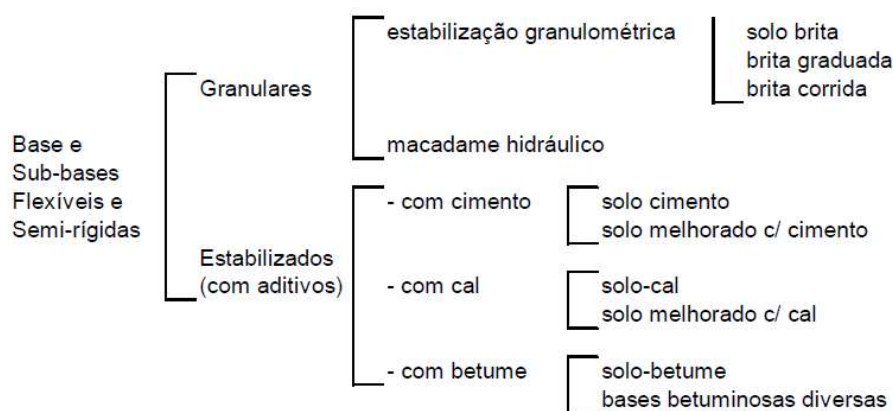 Base e
Sub-bases
Flexíveis e
Semi-rígidas
Granulares
estabilização granulométrica
solo brita
brita graduada
brita corrida
macadame hidráulico
Estabilizados
(com aditivos)
- com cimento
solo cimento
solo melhorado c/ cimento
- com cal
solo-cal
solo melhorado c/ cal
- com betume
solo-betume
bases betuminosas diversas